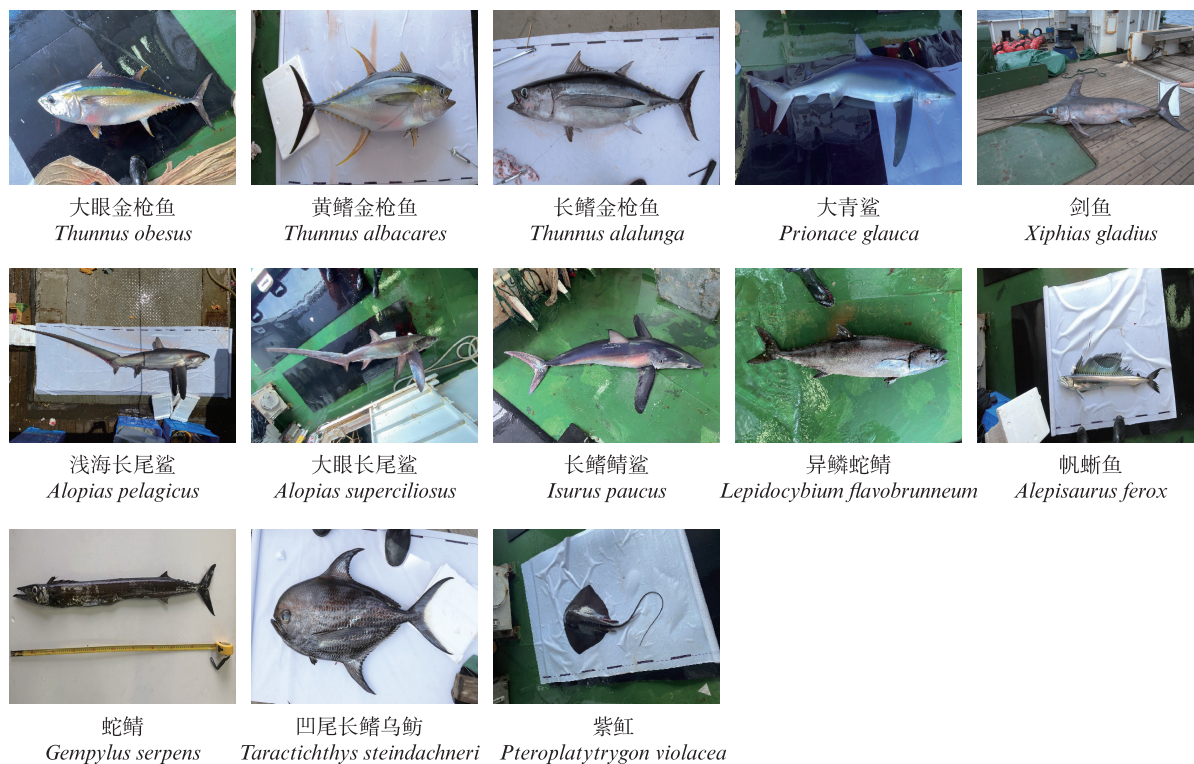 大眼金枪鱼
Thunnus obesus
黄鳍金枪鱼
Thunnus albacares
长鳍金枪鱼
Thunnus alalunga
大青鲨
Prionace glauca
剑鱼
Xiphias gladius
浅海长尾鲨
Alopias pelagicus
大眼长尾鲨
Alopias superciliosus
长鳍鲭鲨
Isurus paucus
异鳞蛇鲭
Lepidocybium flavobrunneum
帆蜥鱼
Alepisaurus ferox
蛇鲭
Gempylus serpens
凹尾长鳍乌鲂
Taractichthys steindachneri
紫魟
Pteroplatytrygon violacea